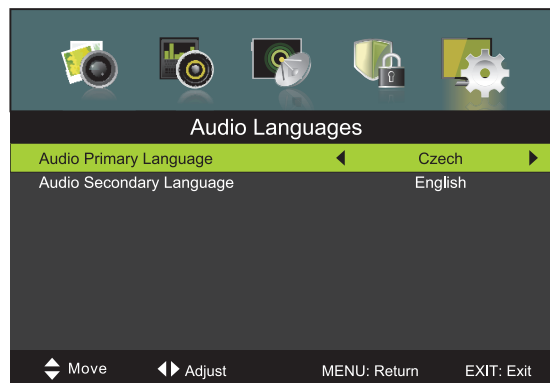 Audio Languages
Audio Primary Language Czech
Audio Secondary Language English
Move Adjust MENU: Return EXIT: Exit